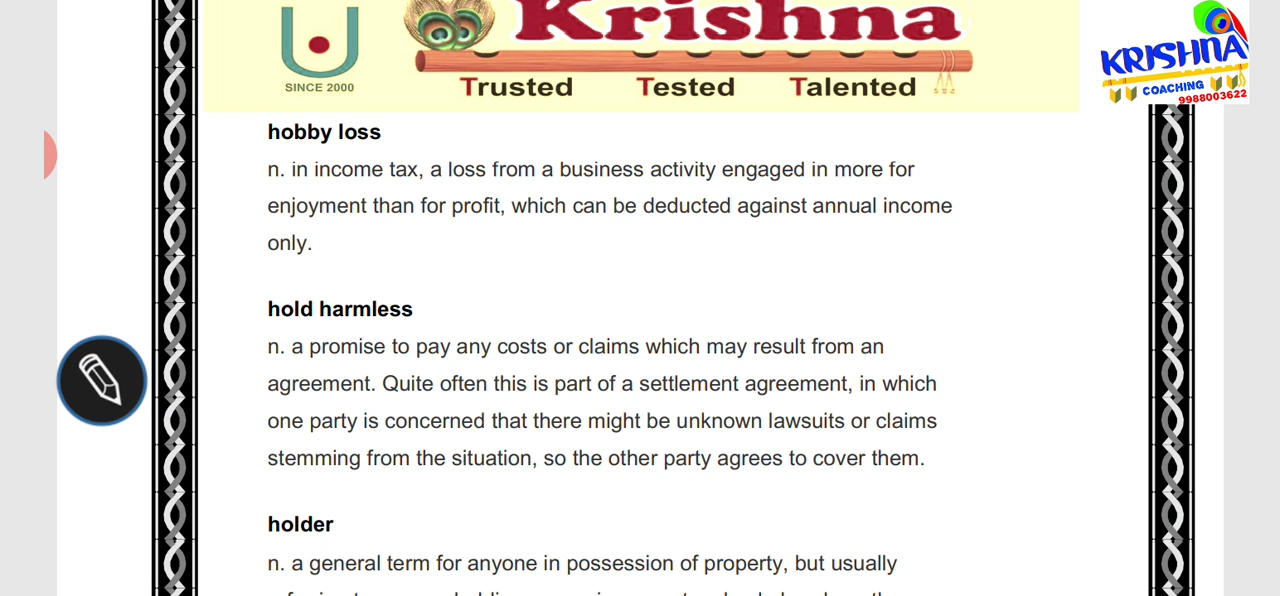 Krishna
SINCE 2000
Trusted Tested Talented
KRISHNA
COACHING
9988003622
hobby loss
n. in income tax, a loss from a business activity engaged in more for
enjoyment than for profit, which can be deducted against annual income
only.
hold harmless
n. a promise to pay any costs or claims which may result from an
agreement. Quite often this is part of a settlement agreement, in which
one party is concerned that there might be unknown lawsuits or claims
stemming from the situation, so the other party agrees to cover them.
holder
n. a general term for anyone in possession of property, but usually